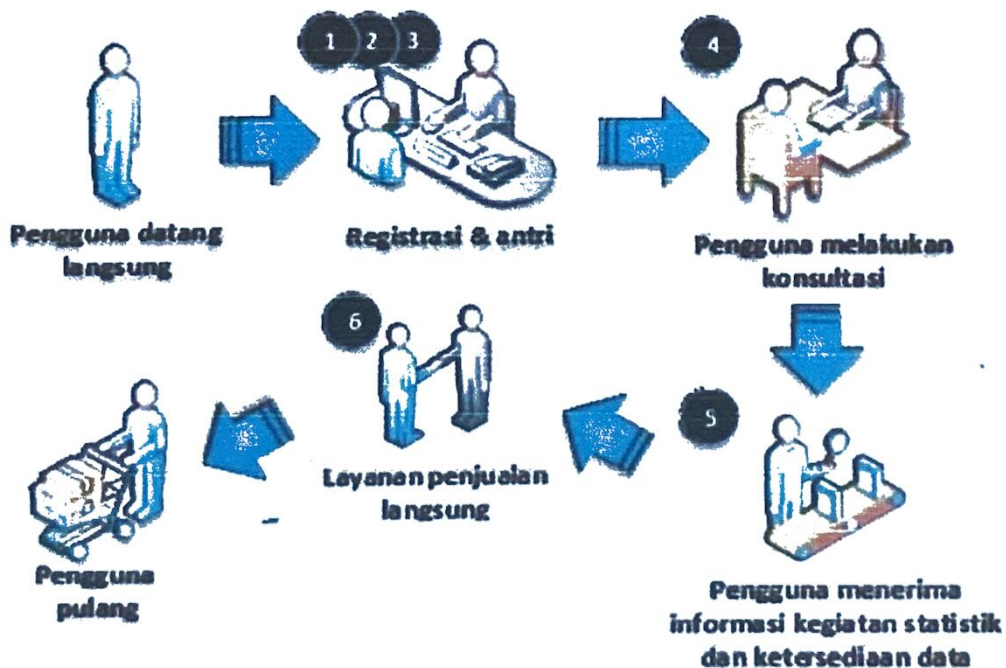 1 2 3
4
Pengguna datang
langsung
Registrasi & antri
Pengguna melakukan
konsultasi
5
Pengguna menerima
informasi kegiatan statistik
dan ketersediaan data
6
Layanan penjualan
langsung
Pengguna
pulang